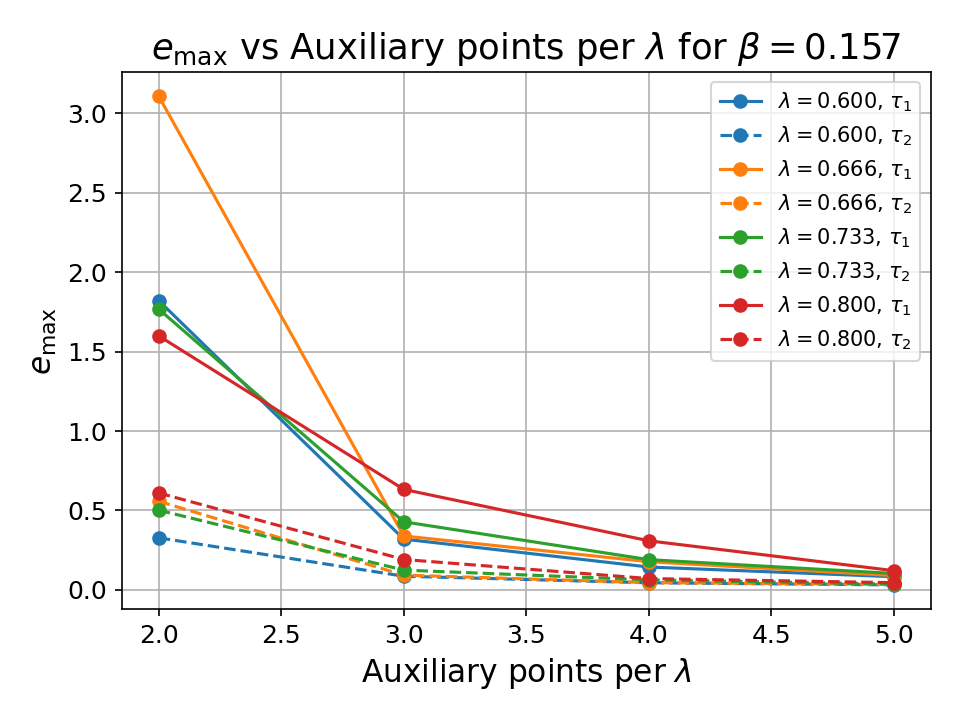 e_max vs Auxiliary points per λ for β = 0.157
λ = 0.600, τ₁
λ = 0.600, τ₂
λ = 0.666, τ₁
λ = 0.666, τ₂
λ = 0.733, τ₁
λ = 0.733, τ₂
λ = 0.800, τ₁
λ = 0.800, τ₂
e_max
3.0
2.5
2.0
1.5
1.0
0.5
0.0
2.0 2.5 3.0 3.5 4.0 4.5 5.0
Auxiliary points per λ